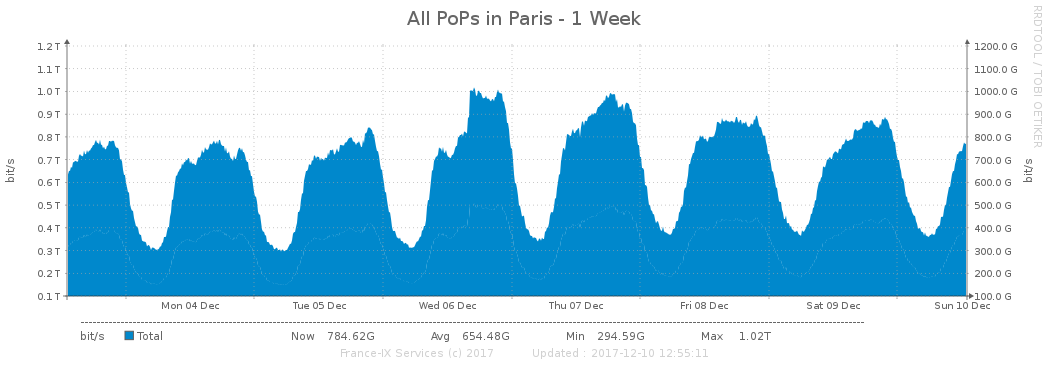 All PoPs in Paris - 1 Week
RRDTOOL / TOBI OETIKER
bit/s
1.2 T
1.1 T
1.0 T
0.9 T
0.8 T
0.7 T
0.6 T
0.5 T
0.4 T
0.3 T
0.2 T
0.1 T
1200.0 G
1100.0 G
1000.0 G
900.0 G
800.0 G
700.0 G
600.0 G
500.0 G
400.0 G
300.0 G
200.0 G
100.0 G
bit/s
Mon 04 Dec Tue 05 Dec Wed 06 Dec Thu 07 Dec Fri 08 Dec Sat 09 Dec Sun 10 Dec
bit/s Total Now 784.62G Avg 654.48G Min 294.59G Max 1.02T
France-IX Services (c) 2017 Updated : 2017-12-10 12:55:11